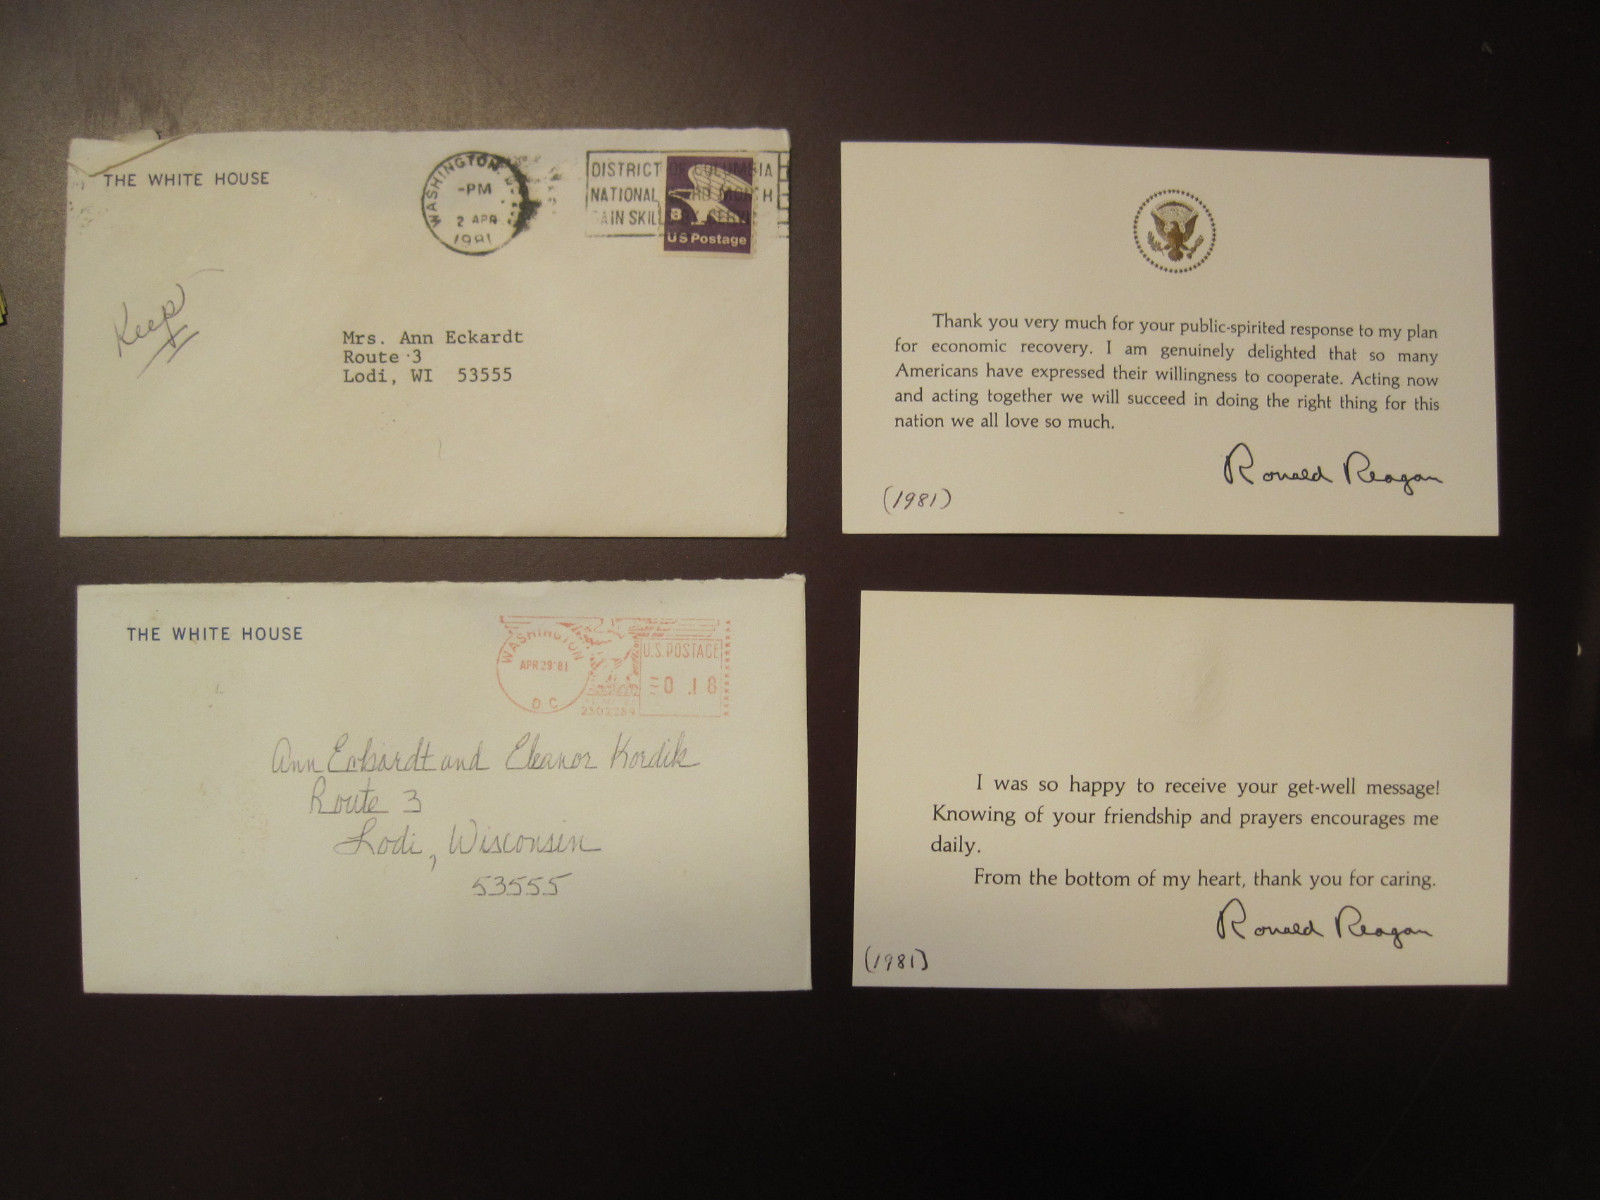 THE WHITE HOUSE
WASHINGTON, D.
-PM
2 APR
1981
DISTRICT OF COLUMBIA
NATIONAL
SKIL
B
US Postage
Keep
Mrs. Ann Eckardt
Route 3
Lodi, WI 53555
Thank you very much for your public-spirited response to my plan
for economic recovery. I am genuinely delighted that so many
Americans have expressed their willingness to cooperate. Acting now
and acting together we will succeed in doing the right thing for this
nation we all love so much.
Ronald Reagan
(1981)
THE WHITE HOUSE
WASHINGTON
APR 29 '81
D C
U.S. POSTAGE
0 .18
Ann Eckardt and Eleanor Kordik
Route 3
Lodi, Wisconsin
53555
I was so happy to receive your get-well message!
Knowing of your friendship and prayers encourages me
daily.
From the bottom of my heart, thank you for caring.
Ronald Reagan
(1981)